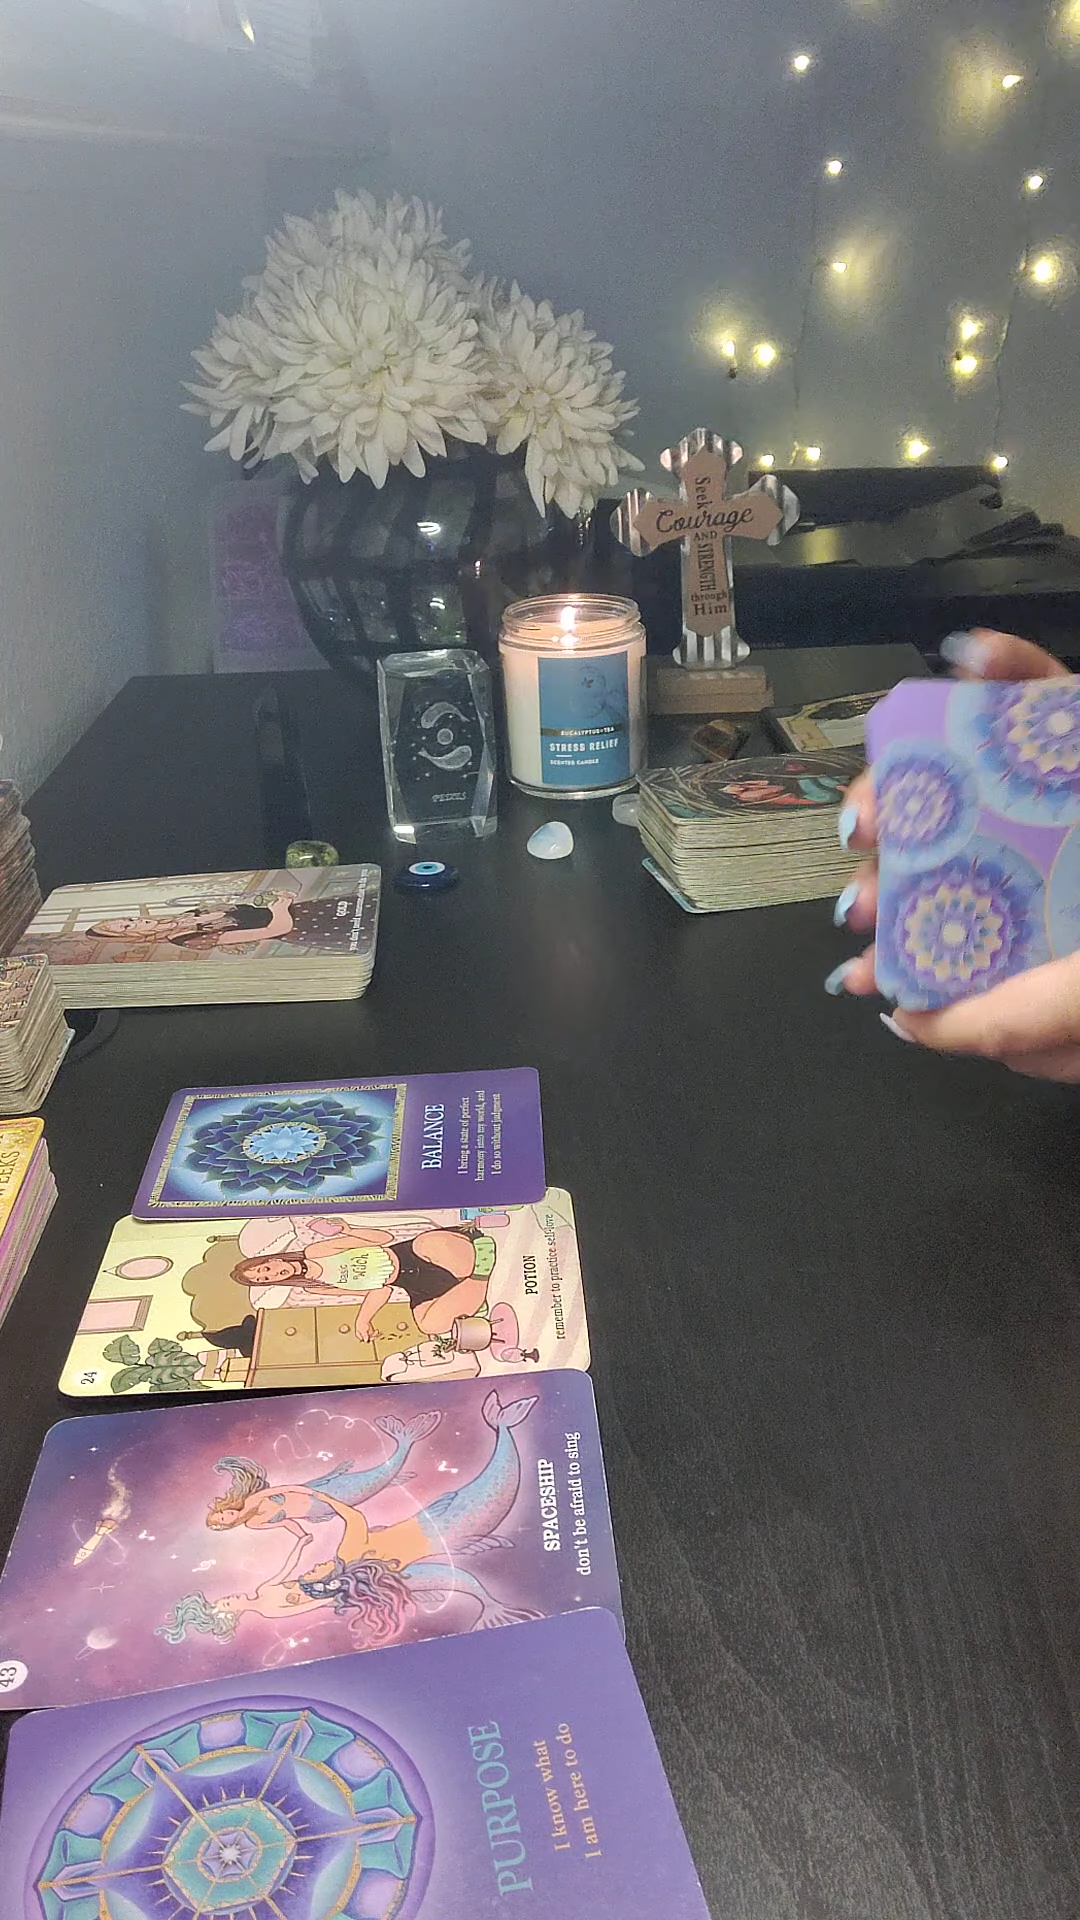 Seek
Courage
AND
STRENGTH
through
Him
EUCALYPTUS+TEA
STRESS RELIEF
SCENTED CANDLE
PISCES
GOLD
WEEKS
BALANCE
I bring a state of perfect
harmony into my world, and
I do so without judgment
basic
witch
24
POTION
remember to practice self-love
43
SPACESHIP
don't be afraid to sing
PURPOSE
I know what
I am here to do